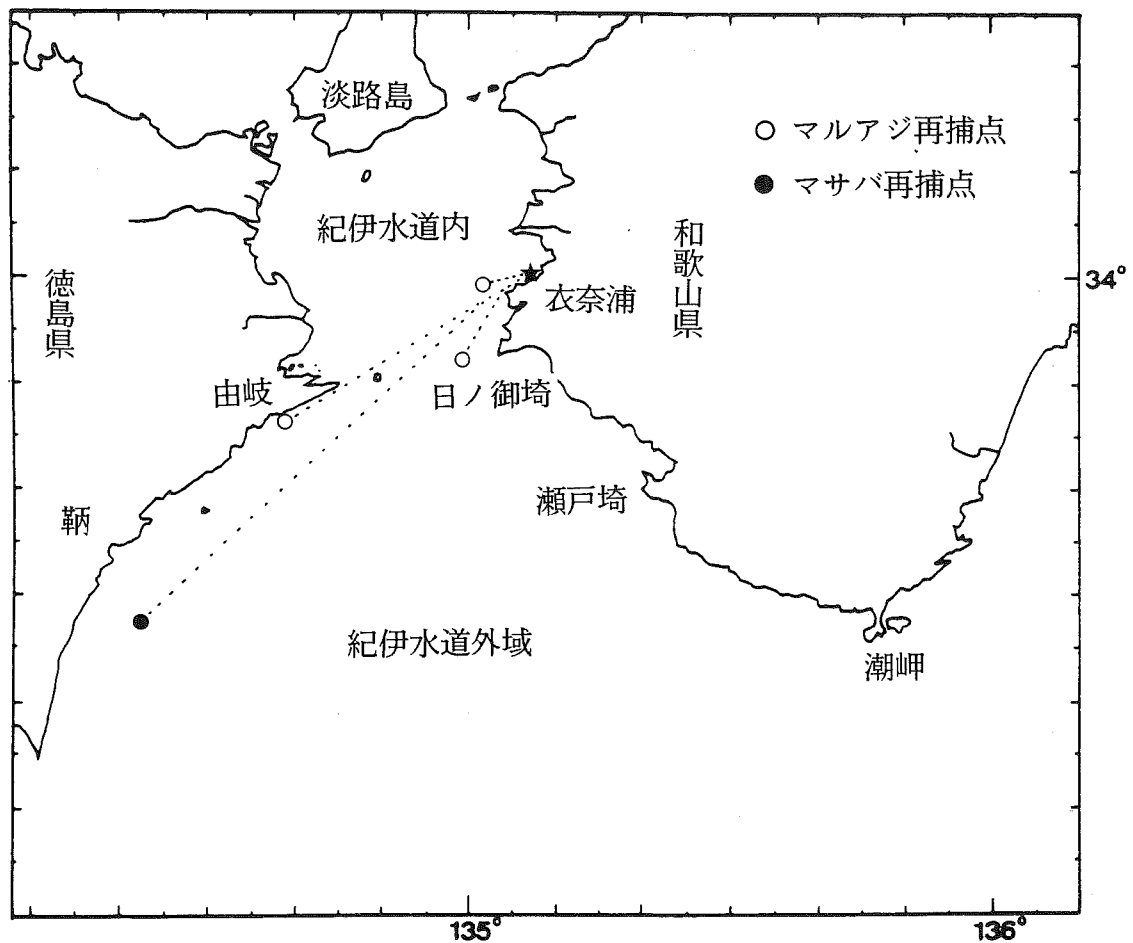 淡路島
○ マルアジ再捕点
● マサバ再捕点
紀伊水道内
和歌山県
徳島県
34°
衣奈浦
由岐
日ノ御埼
鞆
瀬戸埼
紀伊水道外域
潮岬
135°
136°